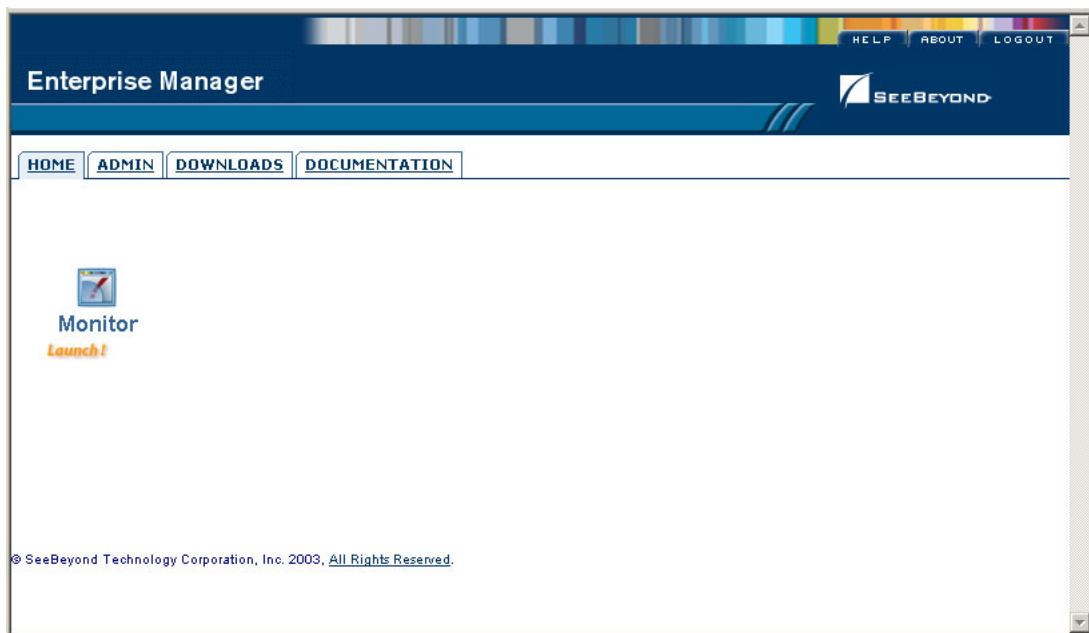 HELP ABOUT LOGOUT
Enterprise Manager
SEEBEYOND
HOME ADMIN DOWNLOADS DOCUMENTATION
Monitor
Launch!
© SeeBeyond Technology Corporation, Inc. 2003, All Rights Reserved.